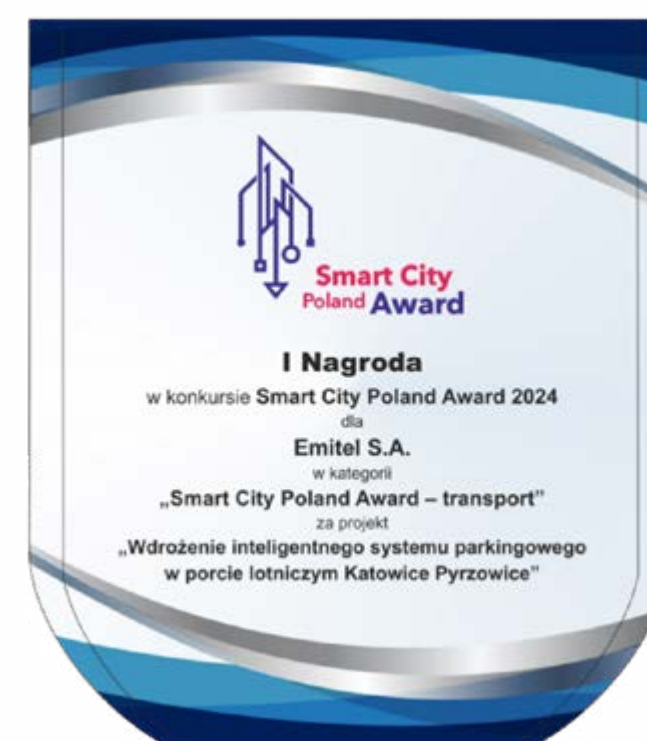 Smart City
Poland Award
I Nagroda
w konkursie Smart City Poland Award 2024
dla
Emitel S.A.
w kategorii
„Smart City Poland Award – transport”
za projekt
„Wdrożenie inteligentnego systemu parkingowego
w porcie lotniczym Katowice Pyrzowice”